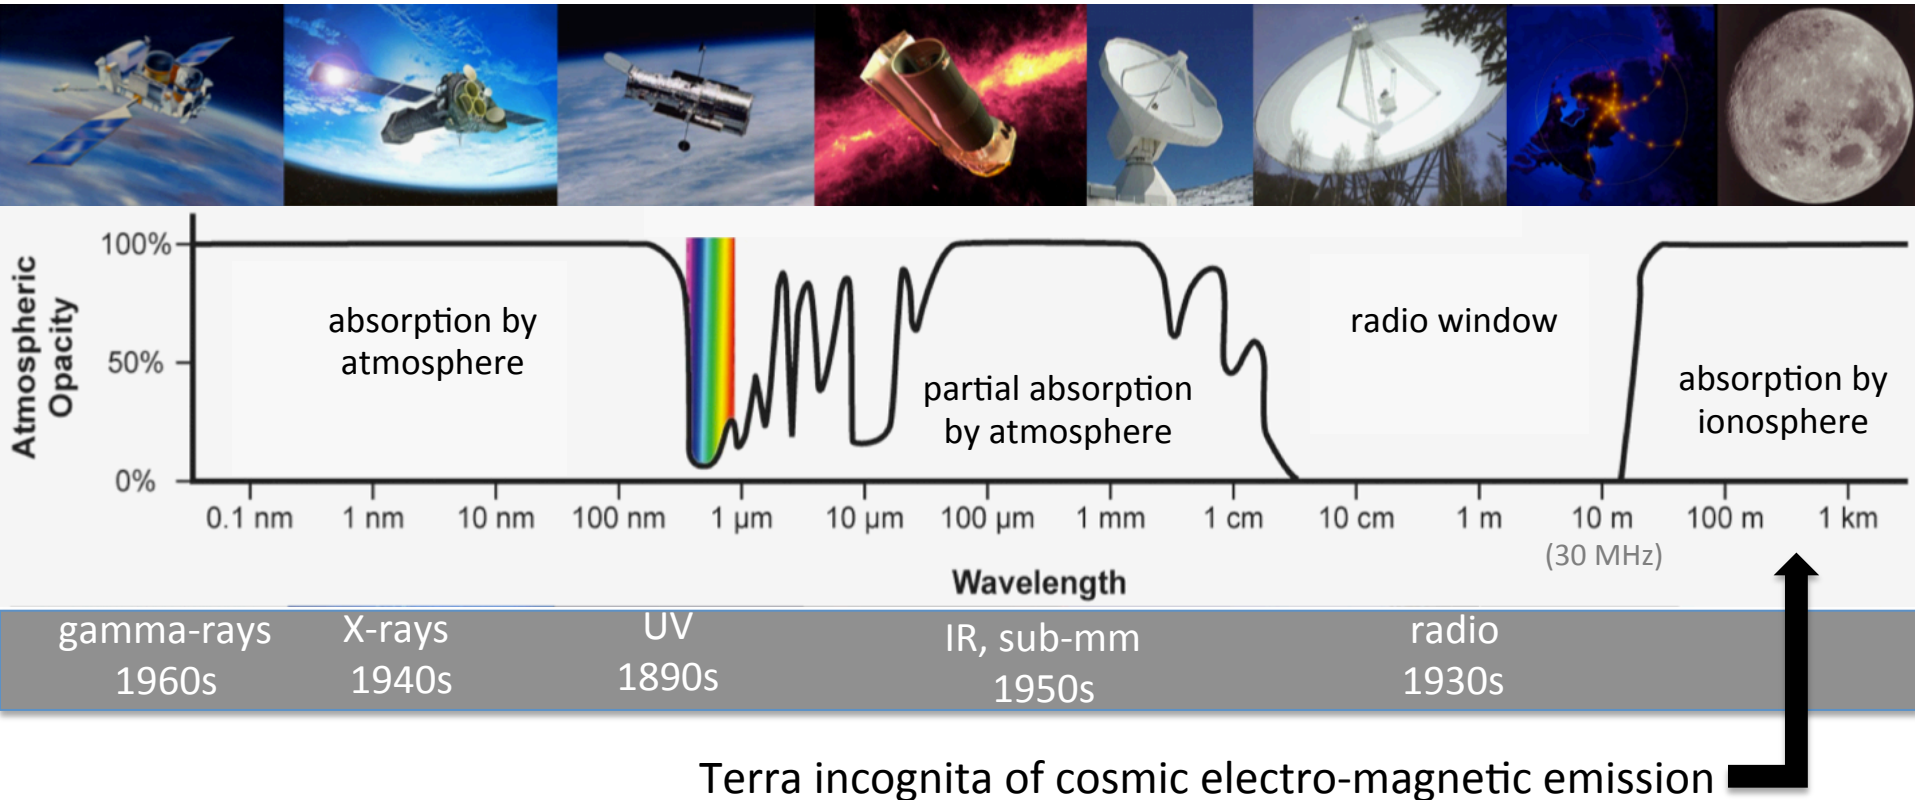 Atmospheric
Opacity
100%
50%
0%
absorption by
atmosphere
partial absorption
by atmosphere
radio window
absorption by
ionosphere
0.1 nm 1 nm 10 nm 100 nm 1 µm 10 µm 100 µm 1 mm 1 cm 10 cm 1 m 10 m 100 m 1 km
(30 MHz)
Wavelength
gamma-rays
1960s
X-rays
1940s
UV
1890s
IR, sub-mm
1950s
radio
1930s
Terra incognita of cosmic electro-magnetic emission